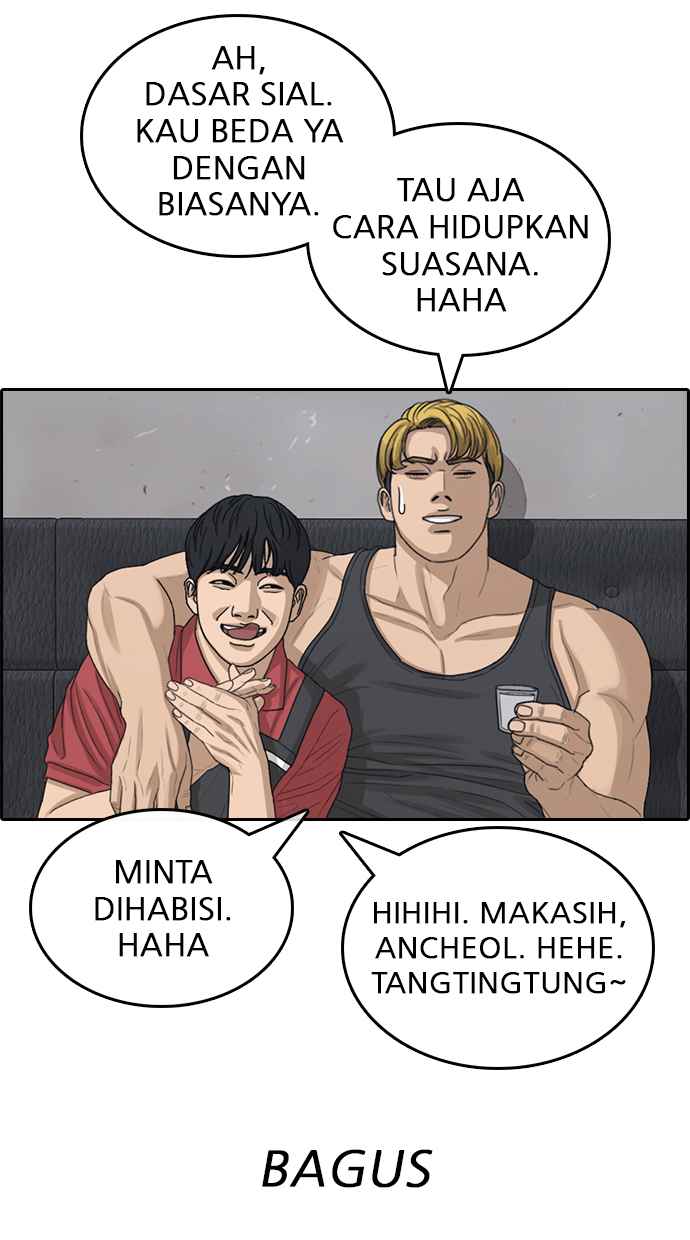 AH,
DASAR SIAL.
KAU BEDA YA
DENGAN
BIASANYA.
TAU AJA
CARA HIDUPKAN
SUASANA.
HAHA
MINTA
DIHABISI.
HAHA
HIHIHI. MAKASIH,
ANCHEOL. HEHE.
TANGTINGTUNG~
BAGUS